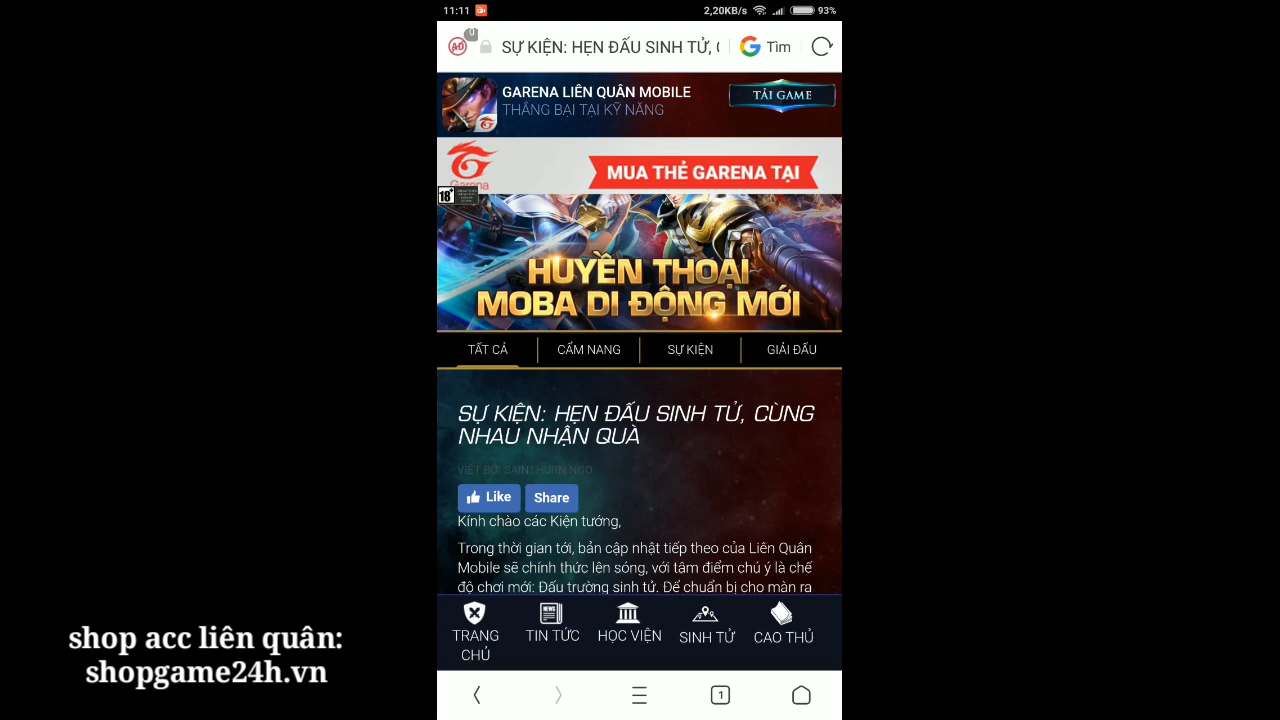 11:11
2,20KB/s
93%
SỰ KIỆN: HẸN ĐẤU SINH TỬ,
Tìm
GARENA LIÊN QUÂN MOBILE
THẮNG BẠI TẠI KỸ NĂNG
TẢI GAME
Garena
MUA THẺ GARENA TẠI
18+
HUYỀN THOẠI
MOBA DI ĐỘNG MỚI
TẤT CẢ
CẨM NANG
SỰ KIỆN
GIẢI ĐẤU
SỰ KIỆN: HẸN ĐẤU SINH TỬ, CÙNG
NHAU NHẬN QUÀ
VIẾT BỞI: SAINTHURN NGO
Like
Share
Kính chào các Kiện tướng,
Trong thời gian tới, bản cập nhật tiếp theo của Liên Quân
Mobile sẽ chính thức lên sóng, với tâm điểm chú ý là chế
độ chơi mới: Đấu trường sinh tử. Để chuẩn bị cho màn ra
TRANG
CHỦ
TIN TỨC
HỌC VIỆN
SINH TỬ
CAO THỦ
1
shop acc liên quân:
shopgame24h.vn